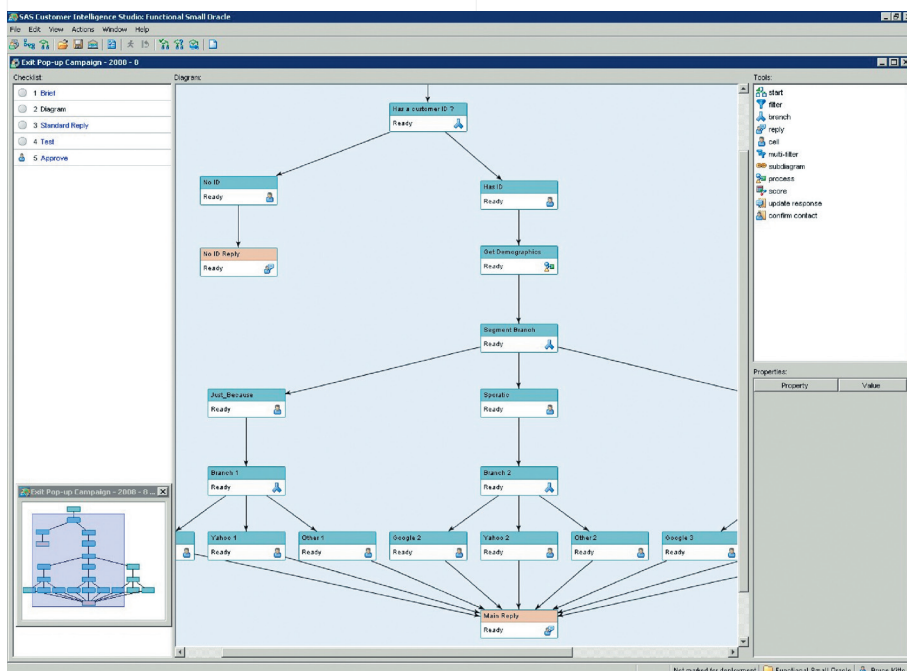 SAS Customer Intelligence Studio: Functional Small Oracle
File Edit View Actions Window Help
Exit Pop-up Campaign - 2008 - 8
Checklist:
1 Brief
2 Diagram
3 Standard Reply
4 Test
5 Approve
Diagram:
Has a customer ID ?
Ready
No ID
Ready
Has ID
Ready
No ID Reply
Ready
Get Demographics
Ready
Segment Branch
Ready
Just_Because
Ready
Sporatic
Ready
Branch 1
Ready
Branch 2
Ready
Yahoo 1
Ready
Other 1
Ready
Google 2
Ready
Yahoo 2
Ready
Other 2
Ready
Google 3
Ready
Main Reply
Ready
Tools:
start
filter
branch
reply
cell
multi-filter
subdiagram
process
score
update response
confirm contact
Properties:
Property Value
Exit Pop-up Campaign - 2008 - 8 ...
Not marked for deployment Functional Small Oracle